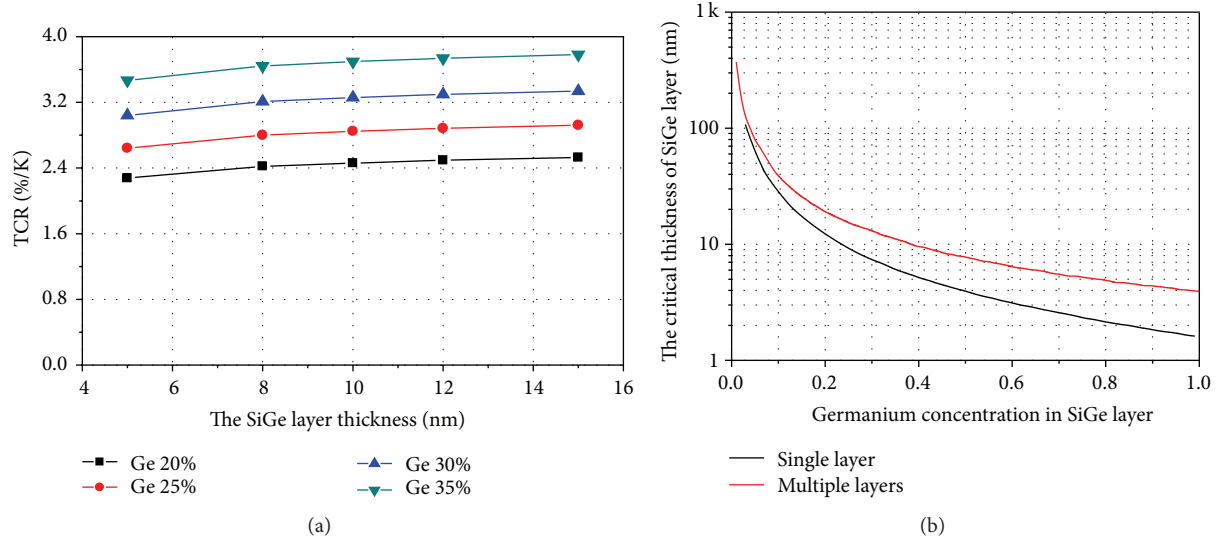 TCR (%/K)
4.0
3.2
2.4
1.6
0.8
0.0
4 6 8 10 12 14 16
The SiGe layer thickness (nm)
Ge 20%
Ge 30%
Ge 25%
Ge 35%
(a)
The critical thickness of SiGe layer (nm)
1 k
100
10
1
0.0 0.2 0.4 0.6 0.8 1.0
Germanium concentration in SiGe layer
Single layer
Multiple layers
(b)